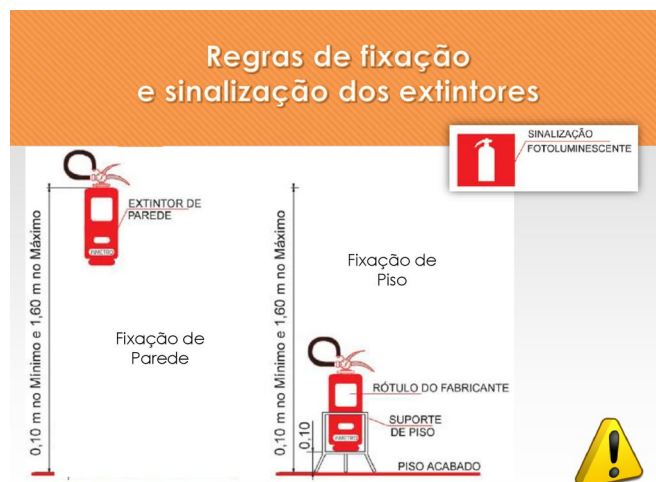 Regras de fixação
e sinalização dos extintores
SINALIZAÇÃO
FOTOLUMINESCENTE
0,10 m no Mínimo e 1,60 m no Máximo
EXTINTOR DE
PAREDE
INMETRO
Fixação de
Parede
0,10 m no Mínimo e 1,60 m no Máximo
Fixação de
Piso
RÓTULO DO FABRICANTE
SUPORTE
DE PISO
INMETRO
0,10
PISO ACABADO